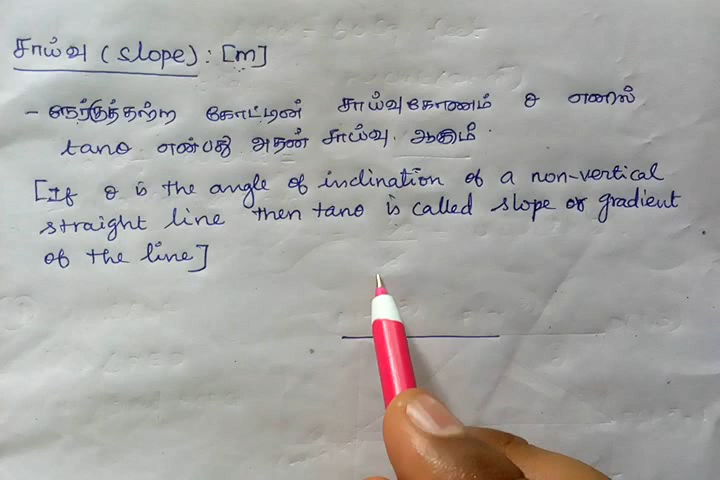 சாய்வு (slope) : [m]
- நேர்குத்தற்ற கோட்டின் சாய்வுகோணம் θ எனில்
tanθ என்பது அதன் சாய்வு ஆகும்.
[If θ is the angle of inclination of a non-vertical
straight line then tanθ is called slope or gradient
of the line]